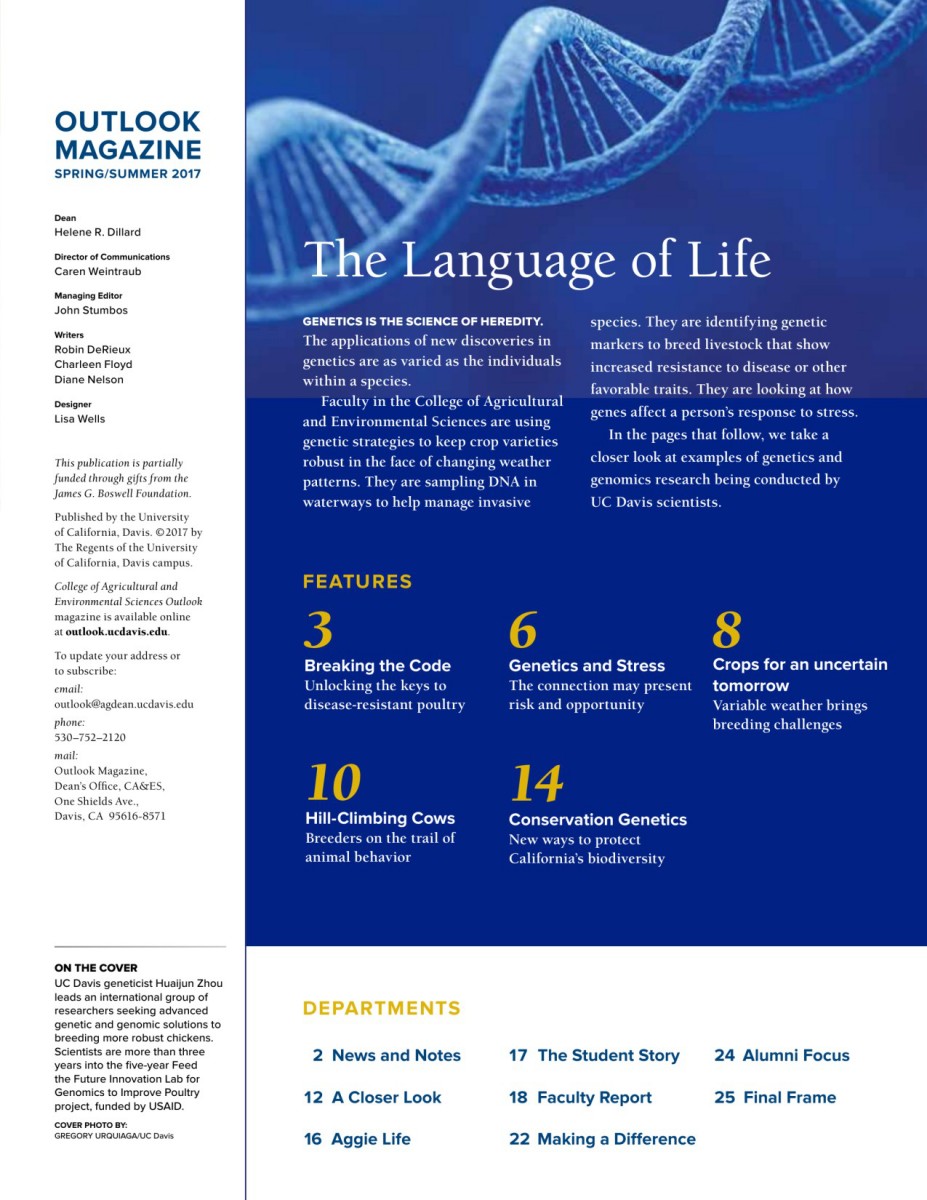 OUTLOOK
MAGAZINE
SPRING/SUMMER 2017
Dean
Helene R. Dillard
Director of Communications
Caren Weintraub
Managing Editor
John Stumbos
Writers
Robin DeRieux
Charleen Floyd
Diane Nelson
Designer
Lisa Wells
This publication is partially
funded through gifts from the
James G. Boswell Foundation.
Published by the University
of California, Davis. ©2017 by
The Regents of the University
of California, Davis campus.
College of Agricultural and
Environmental Sciences Outlook
magazine is available online
at outlook.ucdavis.edu.
To update your address or
to subscribe:
email:
outlook@agdean.ucdavis.edu
phone:
530–752–2120
mail:
Outlook Magazine,
Dean's Office, CA&ES,
One Shields Ave.,
Davis, CA 95616-8571
ON THE COVER
UC Davis geneticist Huaijun Zhou
leads an international group of
researchers seeking advanced
genetic and genomic solutions to
breeding more robust chickens.
Scientists are more than three
years into the five-year Feed
the Future Innovation Lab for
Genomics to Improve Poultry
project, funded by USAID.
COVER PHOTO BY:
GREGORY URQUIAGA/UC Davis
The Language of Life
GENETICS IS THE SCIENCE OF HEREDITY.
The applications of new discoveries in
genetics are as varied as the individuals
within a species.
Faculty in the College of Agricultural
and Environmental Sciences are using
genetic strategies to keep crop varieties
robust in the face of changing weather
patterns. They are sampling DNA in
waterways to help manage invasive
species. They are identifying genetic
markers to breed livestock that show
increased resistance to disease or other
favorable traits. They are looking at how
genes affect a person's response to stress.
In the pages that follow, we take a
closer look at examples of genetics and
genomics research being conducted by
UC Davis scientists.
FEATURES
3
Breaking the Code
Unlocking the keys to
disease-resistant poultry
6
Genetics and Stress
The connection may present
risk and opportunity
8
Crops for an uncertain
tomorrow
Variable weather brings
breeding challenges
10
Hill-Climbing Cows
Breeders on the trail of
animal behavior
14
Conservation Genetics
New ways to protect
California's biodiversity
DEPARTMENTS
2 News and Notes
12 A Closer Look
16 Aggie Life
17 The Student Story
18 Faculty Report
22 Making a Difference
24 Alumni Focus
25 Final Frame